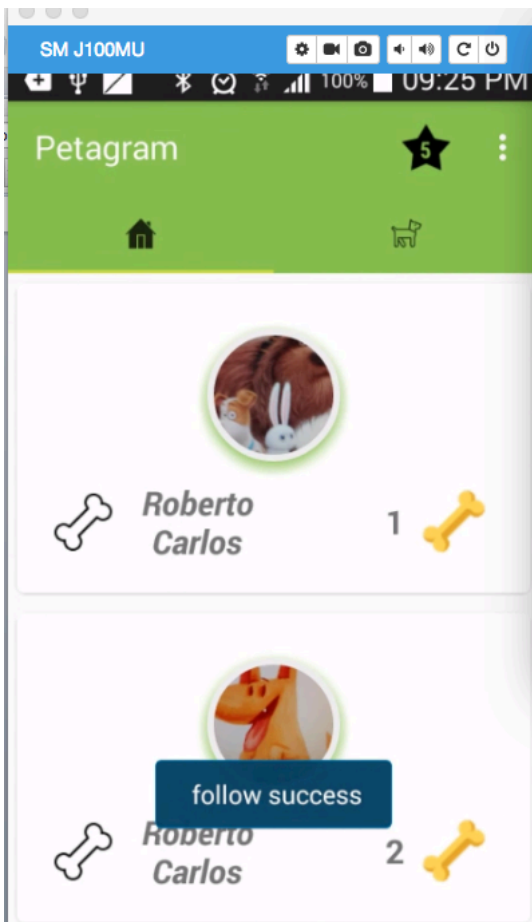 SM J100MU
100% 09:25 PM
Petagram 5
Roberto
Carlos
1
follow success
Roberto
Carlos
2